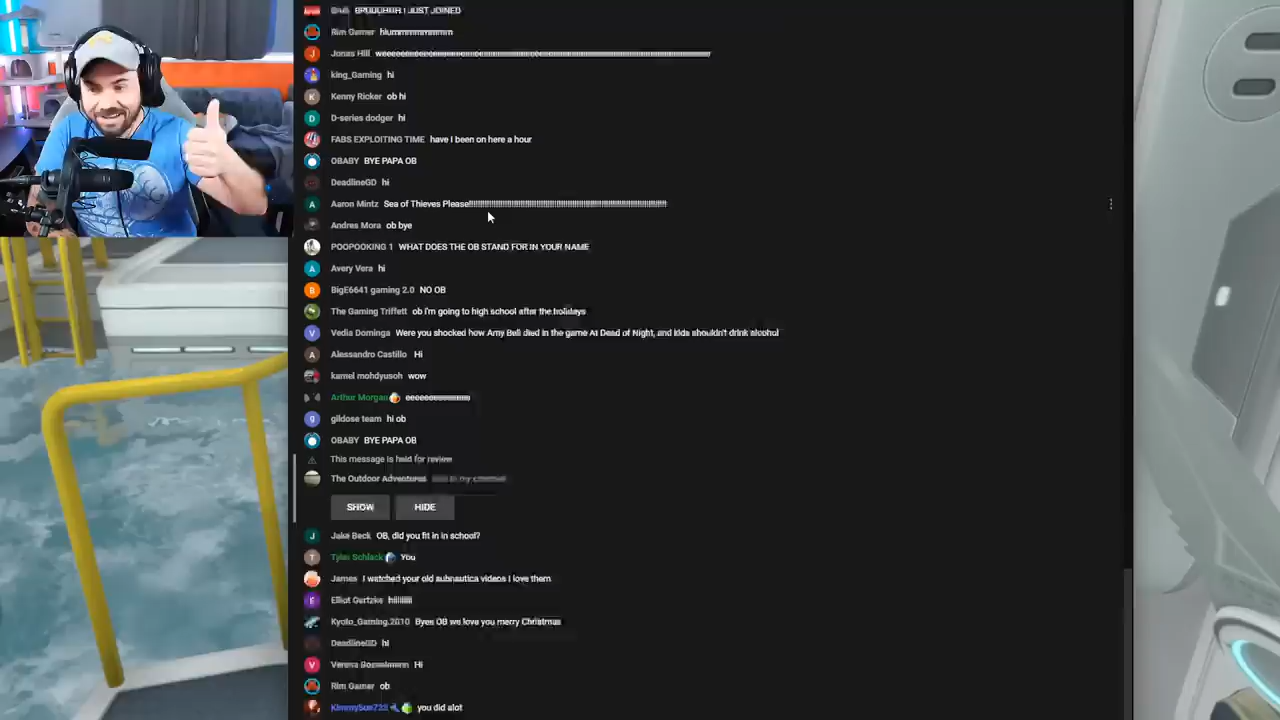 BRUUUUHH I JUST JOINED
Rim Gamer hiummmmmmmm
Jonas Hill
king_Gaming hi
Kenny Ricker ob hi
D-series dodger hi
FABS EXPLOITING TIME have I been on here a hour
OBABY BYE PAPA OB
DeadlineGD hi
Aaron Mintz Sea of Thieves Please
Andres Mora ob bye
POOPOOKING 1 WHAT DOES THE OB STAND FOR IN YOUR NAME
Avery Vera hi
BigE6641 gaming 2.0 NO OB
The Gaming Triffett ob i'm going to high school after the holidays
Vedia Dominga Were you shocked how Amy Bell died in the game At Dead of Night, and kids shouldn't drink alcohol
Alessandro Castillo Hi
kamel mohdyusoh wow
Arthur Morgan
gildose team hi ob
OBABY BYE PAPA OB
This message is held for review
The Outdoor Adventures
SHOW HIDE
Jake Beck OB, did you fit in in school?
Tyler Schlack You
James I watched your old subnautica videos I love them
Elliot Gertzke hiiiiiiii
Kyoto_Gaming.2010 Byee OB we love you merry Christmas
DeadlineGD hi
Verena Hi
Rim Gamer ob
you did alot